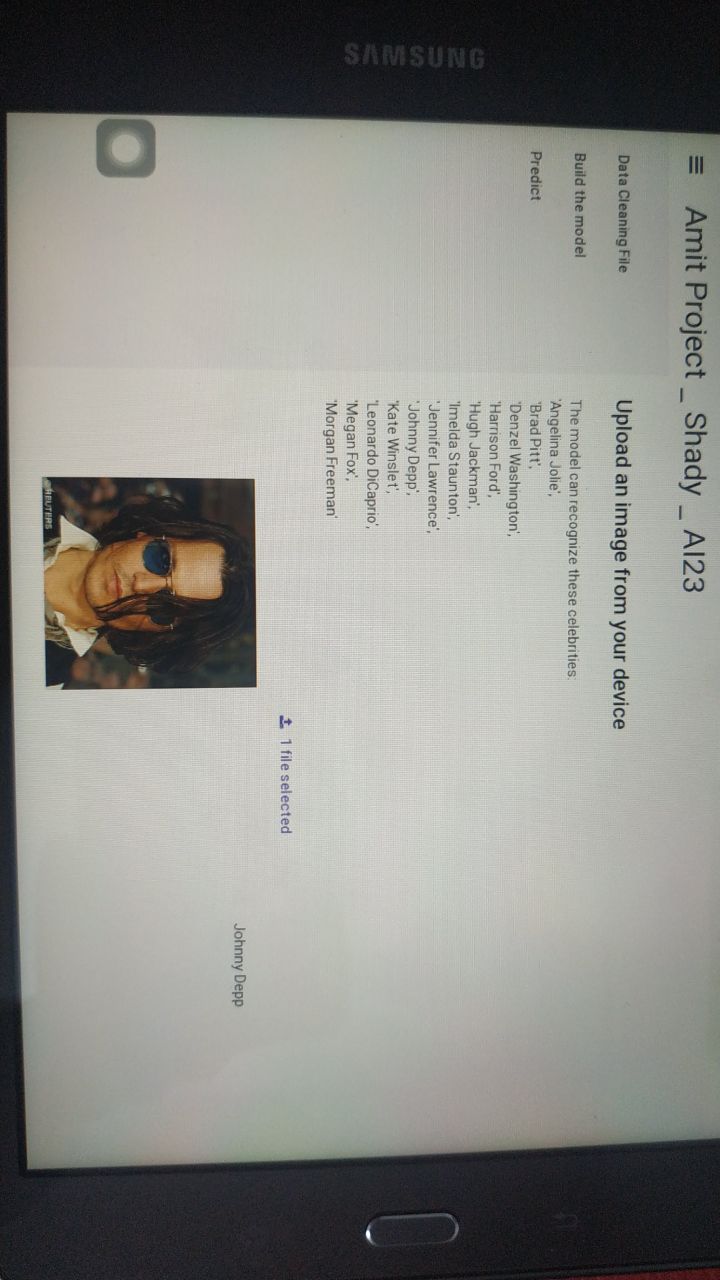 SAMSUNG
Amit Project _ Shady _ AI23
Data Cleaning File
Build the model
Predict
Upload an image from your device
The model can recognize these celebrities:
'Angelina Jolie',
'Brad Pitt',
'Denzel Washington',
'Harrison Ford',
'Hugh Jackman',
'Imelda Staunton',
'Jennifer Lawrence',
'Johnny Depp',
'Kate Winslet',
'Leonardo DiCaprio',
'Megan Fox',
'Morgan Freeman'
1 file selected
REUTERS
Johnny Depp